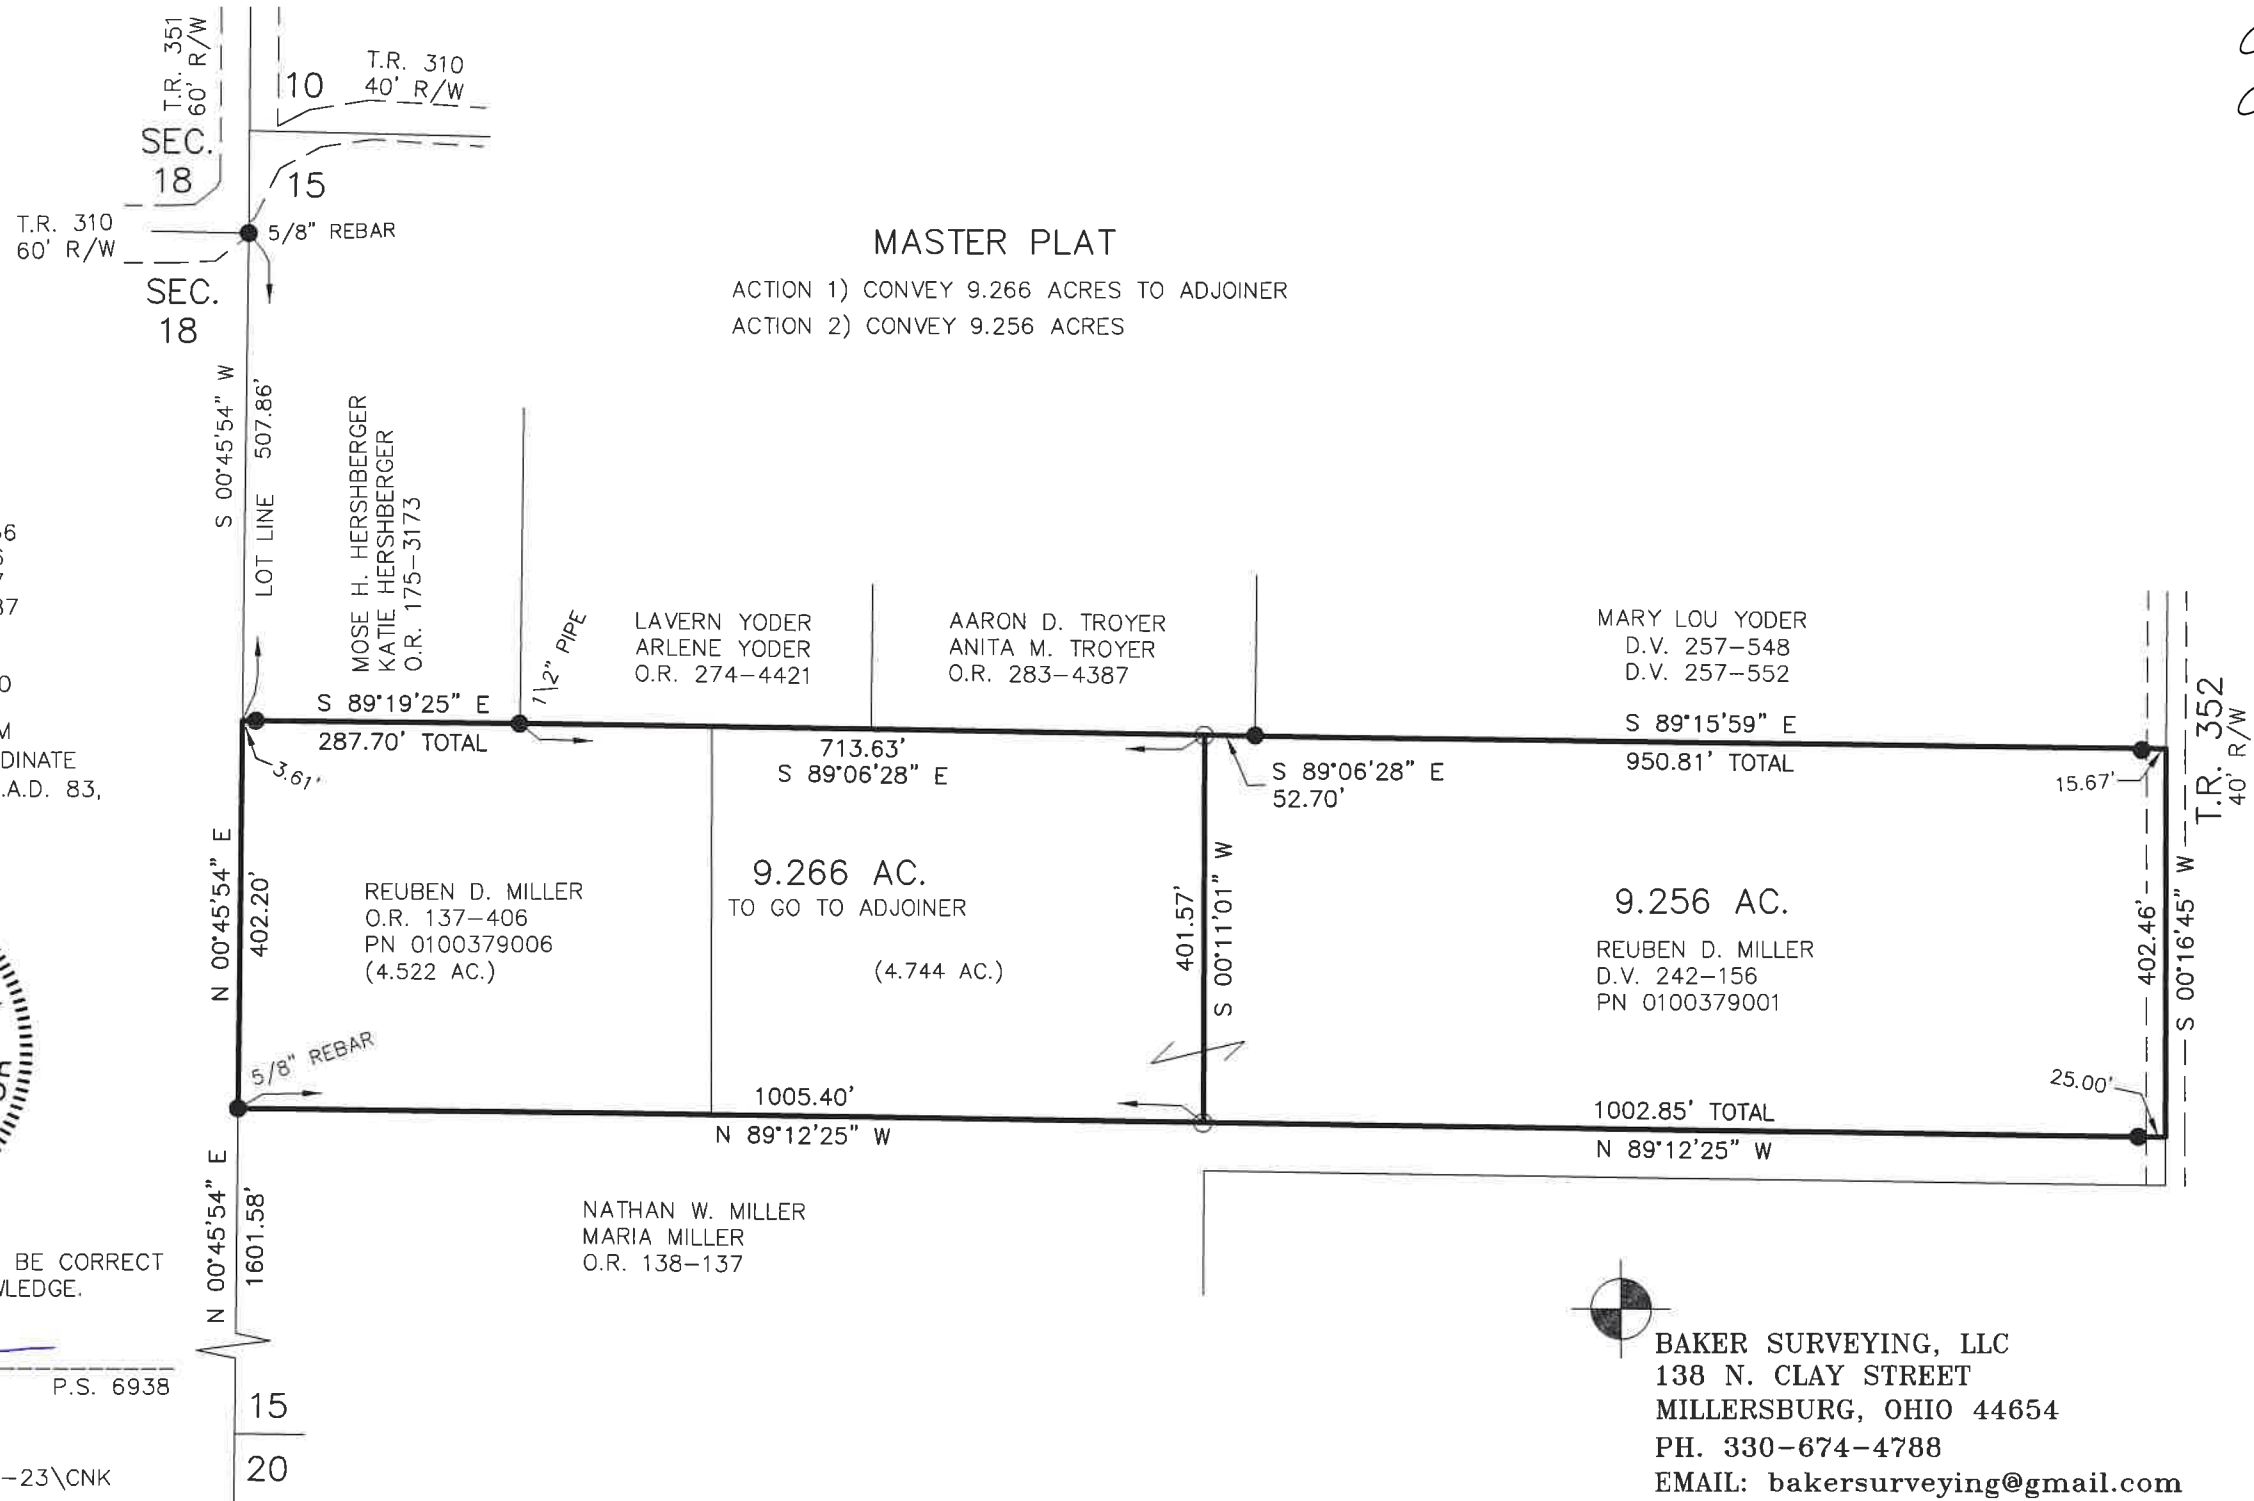 T.R. 351
60' R/W
10
T.R. 310
40' R/W
SEC.
18
15
T.R. 310
60' R/W
5/8" REBAR
SEC.
18
MASTER PLAT
ACTION 1) CONVEY 9.266 ACRES TO ADJOINER
ACTION 2) CONVEY 9.256 ACRES
S 00°45'54" W
LOT LINE 507.86'
MOSE H. HERSHBERGER
KATIE HERSHBERGER
O.R. 175-3173
1\2" PIPE
LAVERN YODER
ARLENE YODER
O.R. 274-4421
AARON D. TROYER
ANITA M. TROYER
O.R. 283-4387
MARY LOU YODER
D.V. 257-548
D.V. 257-552
T.R. 352
40' R/W
S 89°19'25" E
287.70' TOTAL
3.61'
713.63'
S 89°06'28" E
S 89°06'28" E
52.70'
S 89°15'59" E
950.81' TOTAL
15.67'
DINATE
.A.D. 83,
N 00°45'54" E
402.20'
REUBEN D. MILLER
O.R. 137-406
PN 0100379006
(4.522 AC.)
9.266 AC.
TO GO TO ADJOINER
(4.744 AC.)
401.57'
S 00°11'01" W
9.256 AC.
REUBEN D. MILLER
D.V. 242-156
PN 0100379001
402.46'
S 00°16'45" W
5/8" REBAR
25.00'
1005.40'
N 89°12'25" W
1002.85' TOTAL
N 89°12'25" W
N 00°45'54" E
1601.58'
NATHAN W. MILLER
MARIA MILLER
O.R. 138-137
BE CORRECT
LEDGE.
P.S. 6938
15
20
-23\CNK
BAKER SURVEYING, LLC
138 N. CLAY STREET
MILLERSBURG, OHIO 44654
PH. 330-674-4788
EMAIL: bakersurveying@gmail.com